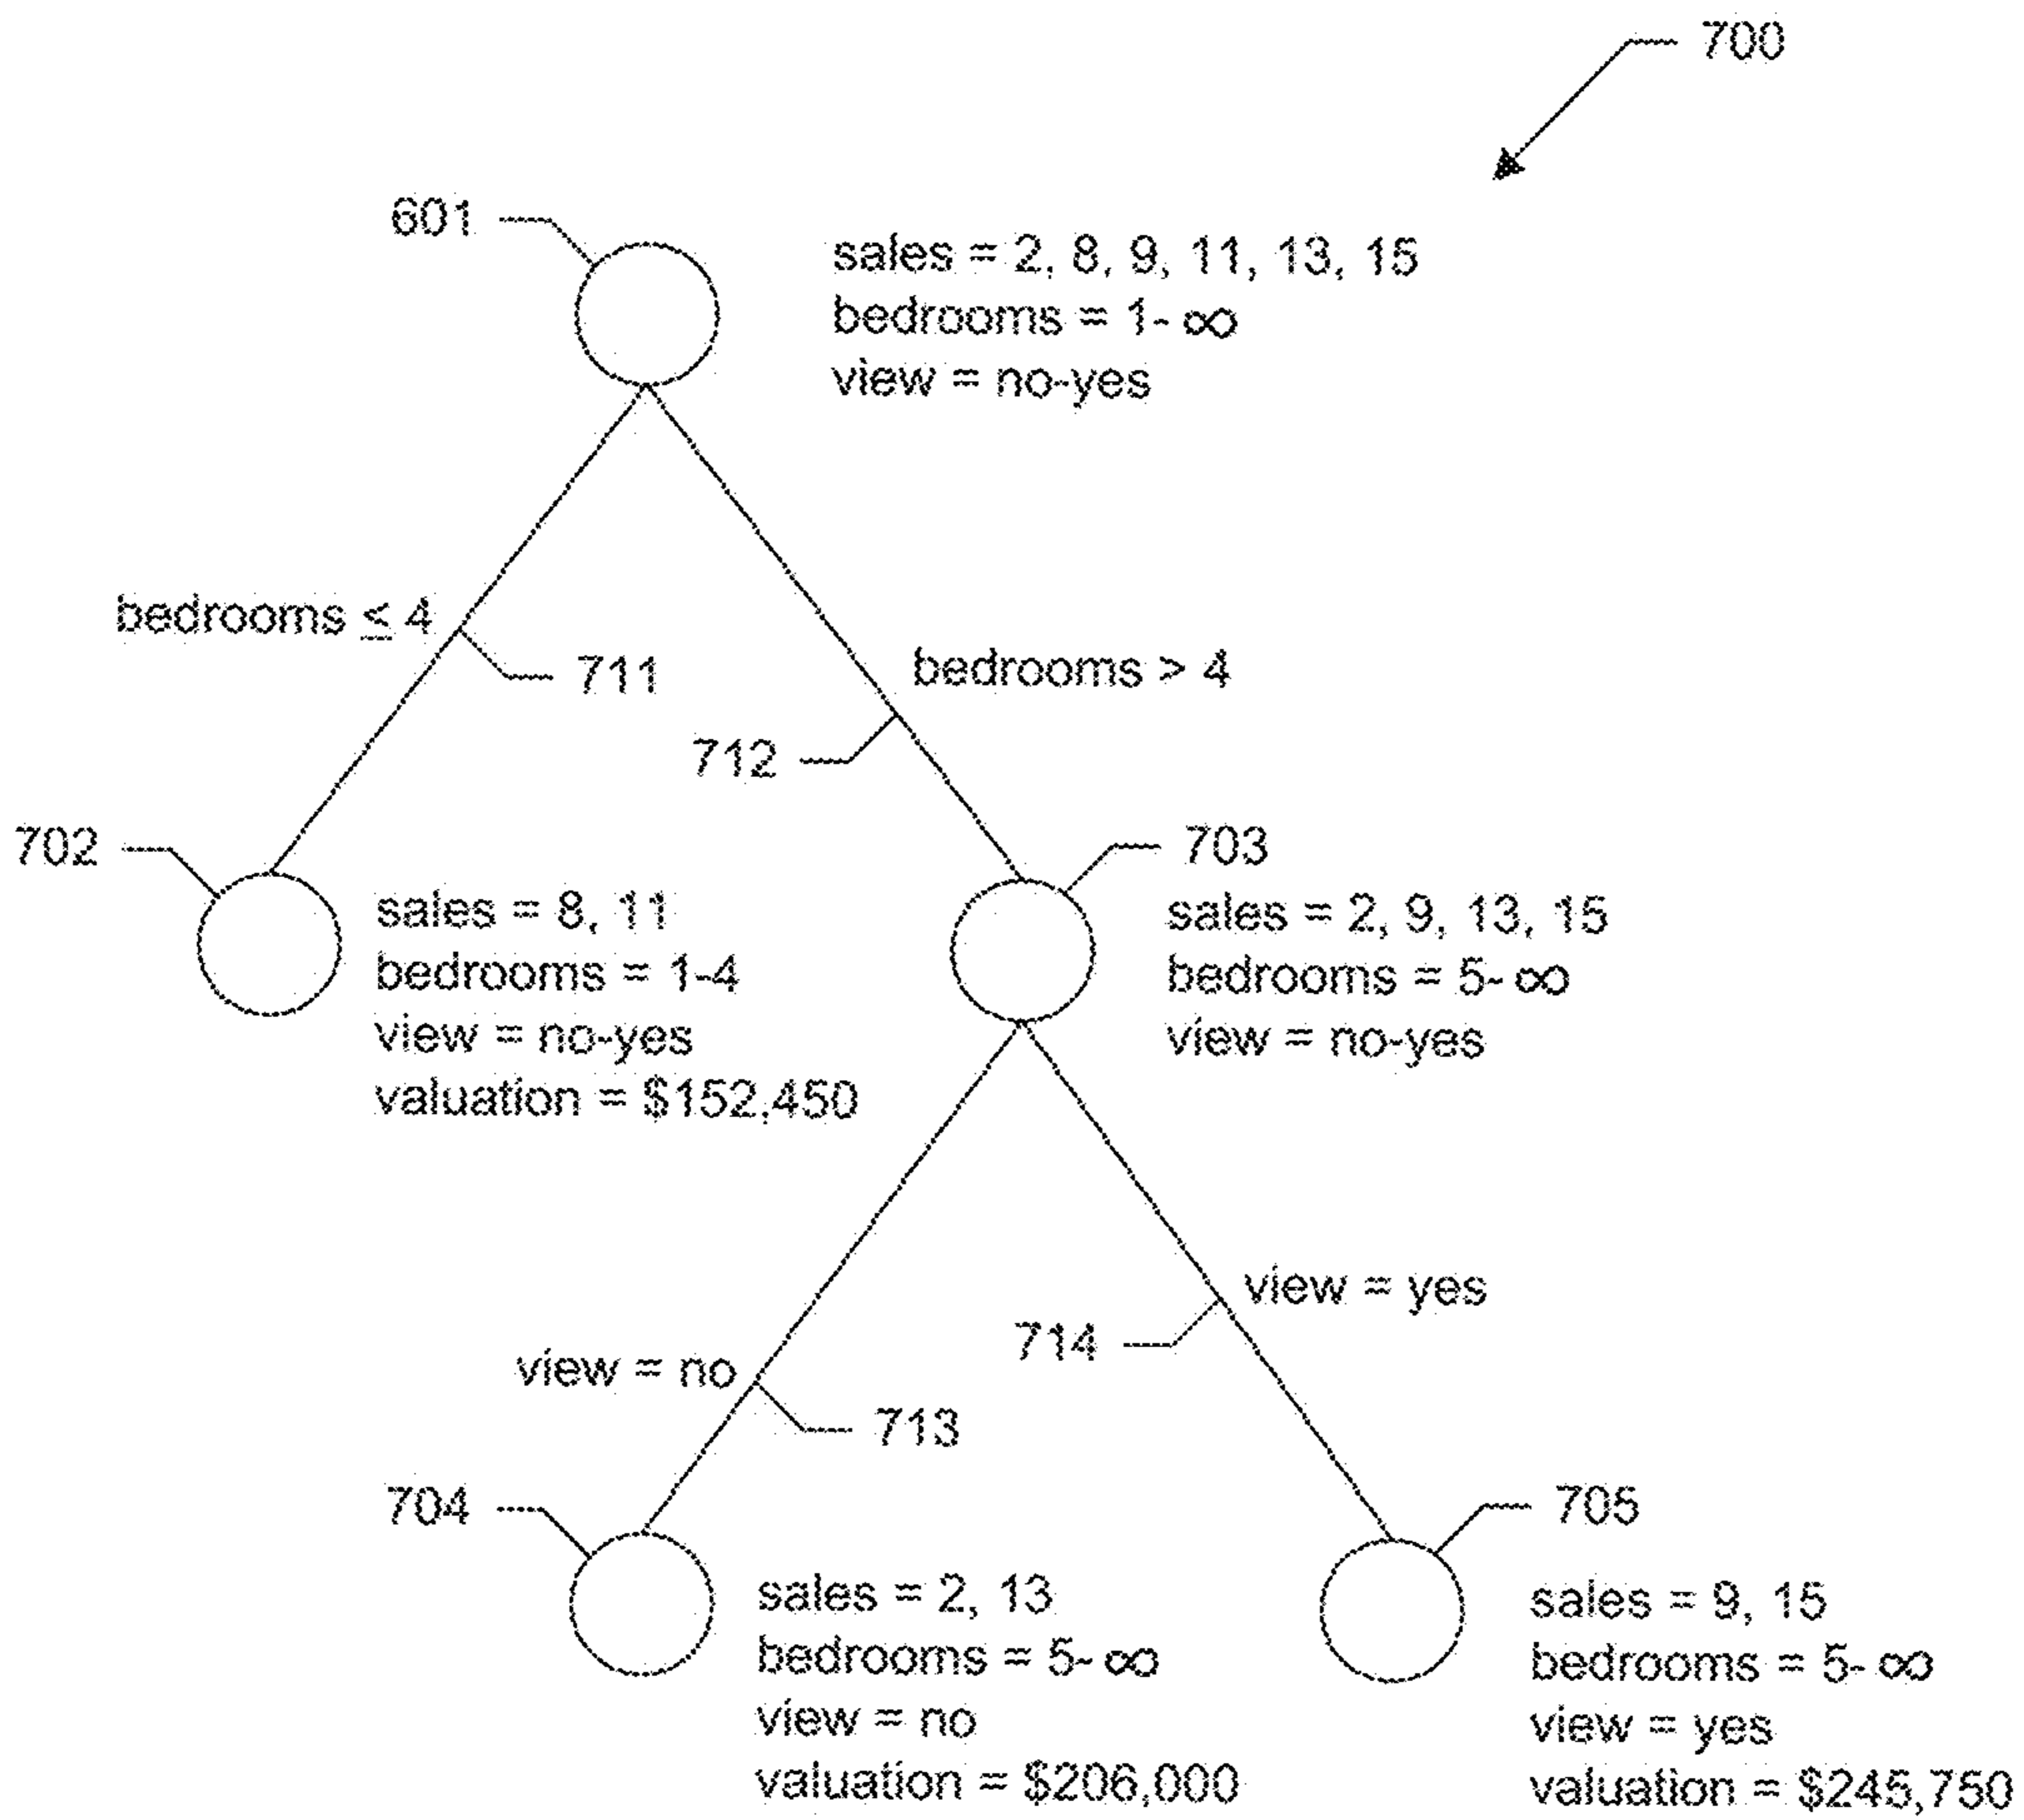 700
601
sales = 2, 8, 9, 11, 13, 15
bedrooms = 1- ∞
view = no-yes
bedrooms ≤ 4
711
bedrooms > 4
712
702
703
sales = 8, 11
bedrooms = 1-4
view = no-yes
valuation = $152,450
sales = 2, 9, 13, 15
bedrooms = 5- ∞
view = no-yes
view = yes
714
view = no
713
704
705
sales = 2, 13
bedrooms = 5- ∞
view = no
valuation = $206,000
sales = 9, 15
bedrooms = 5- ∞
view = yes
valuation = $245,750